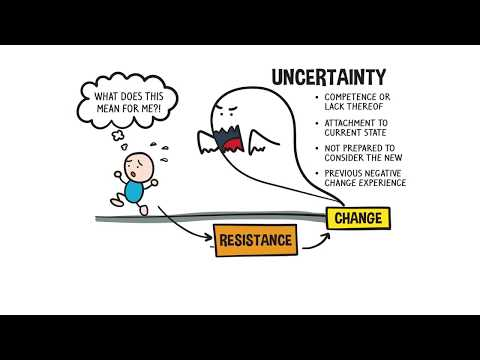 WHAT DOES THIS
MEAN FOR ME?!
UNCERTAINTY
• COMPETENCE OR
LACK THEREOF
• ATTACHMENT TO
CURRENT STATE
• NOT PREPARED TO
CONSIDER THE NEW
• PREVIOUS NEGATIVE
CHANGE EXPERIENCE
CHANGE
RESISTANCE